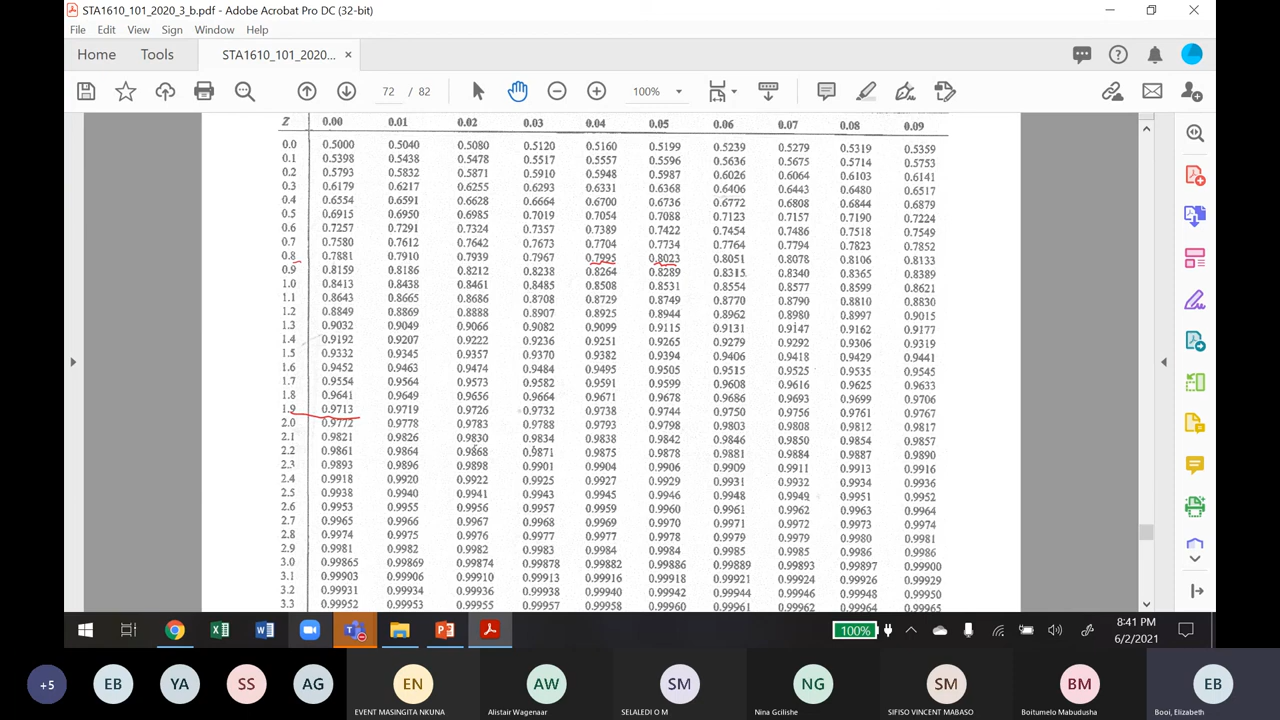 STA1610_101_2020_3_b.pdf - Adobe Acrobat Pro DC (32-bit)
File Edit View Sign Window Help
Home Tools STA1610_101_2020... ×
72 / 82 100%
Z 0.00 0.01 0.02 0.03 0.04 0.05 0.06 0.07 0.08 0.09
0.0 0.5000 0.5040 0.5080 0.5120 0.5160 0.5199 0.5239 0.5279 0.5319 0.5359
0.1 0.5398 0.5438 0.5478 0.5517 0.5557 0.5596 0.5636 0.5675 0.5714 0.5753
0.2 0.5793 0.5832 0.5871 0.5910 0.5948 0.5987 0.6026 0.6064 0.6103 0.6141
0.3 0.6179 0.6217 0.6255 0.6293 0.6331 0.6368 0.6406 0.6443 0.6480 0.6517
0.4 0.6554 0.6591 0.6628 0.6664 0.6700 0.6736 0.6772 0.6808 0.6844 0.6879
0.5 0.6915 0.6950 0.6985 0.7019 0.7054 0.7088 0.7123 0.7157 0.7190 0.7224
0.6 0.7257 0.7291 0.7324 0.7357 0.7389 0.7422 0.7454 0.7486 0.7518 0.7549
0.7 0.7580 0.7612 0.7642 0.7673 0.7704 0.7734 0.7764 0.7794 0.7823 0.7852
0.8 0.7881 0.7910 0.7939 0.7967 0.7995 0.8023 0.8051 0.8078 0.8106 0.8133
0.9 0.8159 0.8186 0.8212 0.8238 0.8264 0.8289 0.8315 0.8340 0.8365 0.8389
1.0 0.8413 0.8438 0.8461 0.8485 0.8508 0.8531 0.8554 0.8577 0.8599 0.8621
1.1 0.8643 0.8665 0.8686 0.8708 0.8729 0.8749 0.8770 0.8790 0.8810 0.8830
1.2 0.8849 0.8869 0.8888 0.8907 0.8925 0.8944 0.8962 0.8980 0.8997 0.9015
1.3 0.9032 0.9049 0.9066 0.9082 0.9099 0.9115 0.9131 0.9147 0.9162 0.9177
1.4 0.9192 0.9207 0.9222 0.9236 0.9251 0.9265 0.9279 0.9292 0.9306 0.9319
1.5 0.9332 0.9345 0.9357 0.9370 0.9382 0.9394 0.9406 0.9418 0.9429 0.9441
1.6 0.9452 0.9463 0.9474 0.9484 0.9495 0.9505 0.9515 0.9525 0.9535 0.9545
1.7 0.9554 0.9564 0.9573 0.9582 0.9591 0.9599 0.9608 0.9616 0.9625 0.9633
1.8 0.9641 0.9649 0.9656 0.9664 0.9671 0.9678 0.9686 0.9693 0.9699 0.9706
1.9 0.9713 0.9719 0.9726 0.9732 0.9738 0.9744 0.9750 0.9756 0.9761 0.9767
2.0 0.9772 0.9778 0.9783 0.9788 0.9793 0.9798 0.9803 0.9808 0.9812 0.9817
2.1 0.9821 0.9826 0.9830 0.9834 0.9838 0.9842 0.9846 0.9850 0.9854 0.9857
2.2 0.9861 0.9864 0.9868 0.9871 0.9875 0.9878 0.9881 0.9884 0.9887 0.9890
2.3 0.9893 0.9896 0.9898 0.9901 0.9904 0.9906 0.9909 0.9911 0.9913 0.9916
2.4 0.9918 0.9920 0.9922 0.9925 0.9927 0.9929 0.9931 0.9932 0.9934 0.9936
2.5 0.9938 0.9940 0.9941 0.9943 0.9945 0.9946 0.9948 0.9949 0.9951 0.9952
2.6 0.9953 0.9955 0.9956 0.9957 0.9959 0.9960 0.9961 0.9962 0.9963 0.9964
2.7 0.9965 0.9966 0.9967 0.9968 0.9969 0.9970 0.9971 0.9972 0.9973 0.9974
2.8 0.9974 0.9975 0.9976 0.9977 0.9977 0.9978 0.9979 0.9979 0.9980 0.9981
2.9 0.9981 0.9982 0.9982 0.9983 0.9984 0.9984 0.9985 0.9985 0.9986 0.9986
3.0 0.99865 0.99869 0.99874 0.99878 0.99882 0.99886 0.99889 0.99893 0.99897 0.99900
3.1 0.99903 0.99906 0.99910 0.99913 0.99916 0.99918 0.99921 0.99924 0.99926 0.99929
3.2 0.99931 0.99934 0.99936 0.99938 0.99940 0.99942 0.99944 0.99946 0.99948 0.99950
3.3 0.99952 0.99953 0.99955 0.99957 0.99958 0.99960 0.99961 0.99962 0.99964 0.99965
100% 8:41 PM
6/2/2021
+5 EB YA SS AG EN AW SM NG SM BM EB
EVENT MASINGITA NKUNA Alistair Wagenaar SELALEDI O M Nina Gcilishe SIFISO VINCENT MABASO Boitumelo Mabudusha Booi, Elizabeth